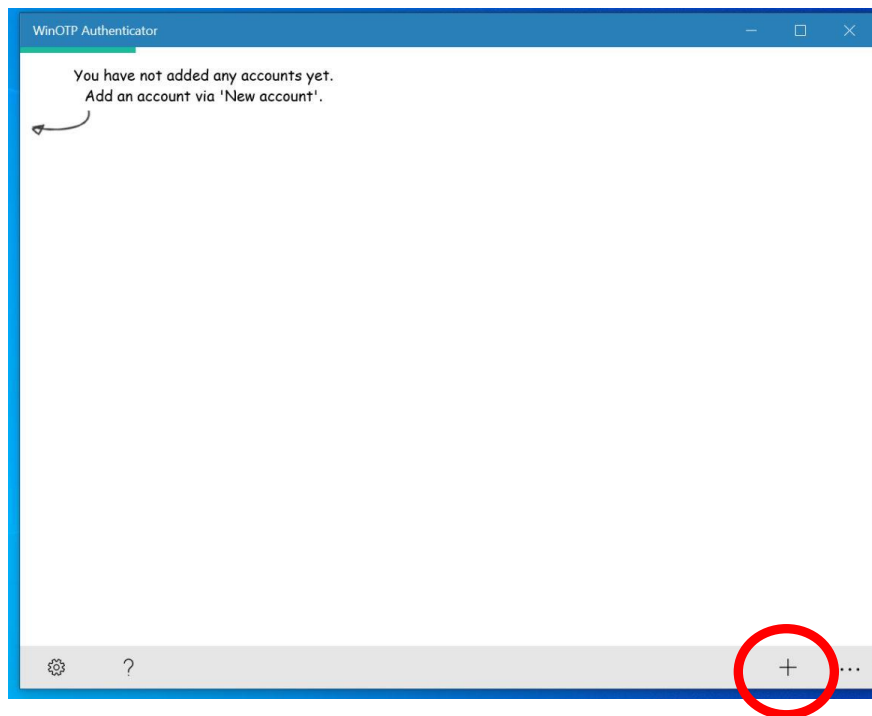 WinOTP Authenticator
You have not added any accounts yet.
Add an account via 'New account'.
?
+
...